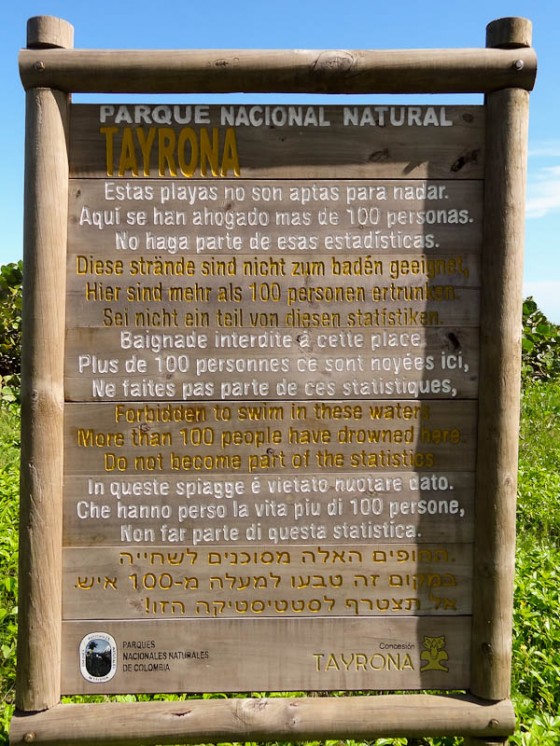 PARQUE NACIONAL NATURAL
TAYRONA
Estas playas no son aptas para nadar.
Aquí se han ahogado mas de 100 personas.
No haga parte de esas estadísticas.
Diese strände sind nicht zum badén geeignet,
Hier sind mehr als 100 personen ertrunken.
Sei nicht ein teil von diesen statistiken.
Baignade interdite á cette place,
Plus de 100 personnes ce sont noyées ici,
Ne faites pas parte de ces statistiques,
Forbidden to swim in these waters
More than 100 people have drowned here.
Do not become part of the statistics.
In queste spiagge é vietato nuotare dato.
Che hanno perso la vita piu di 100 persone,
Non far parte di questa statistica.
החופים האלה מסוכנים לשחייה.
במקום זה טבעו למעלה מ-100 איש.
אל תצטרף לסטטיסטיקה הזו!
PARQUES
NACIONALES NATURALES
DE COLOMBIA
Concesión
TAYRONA